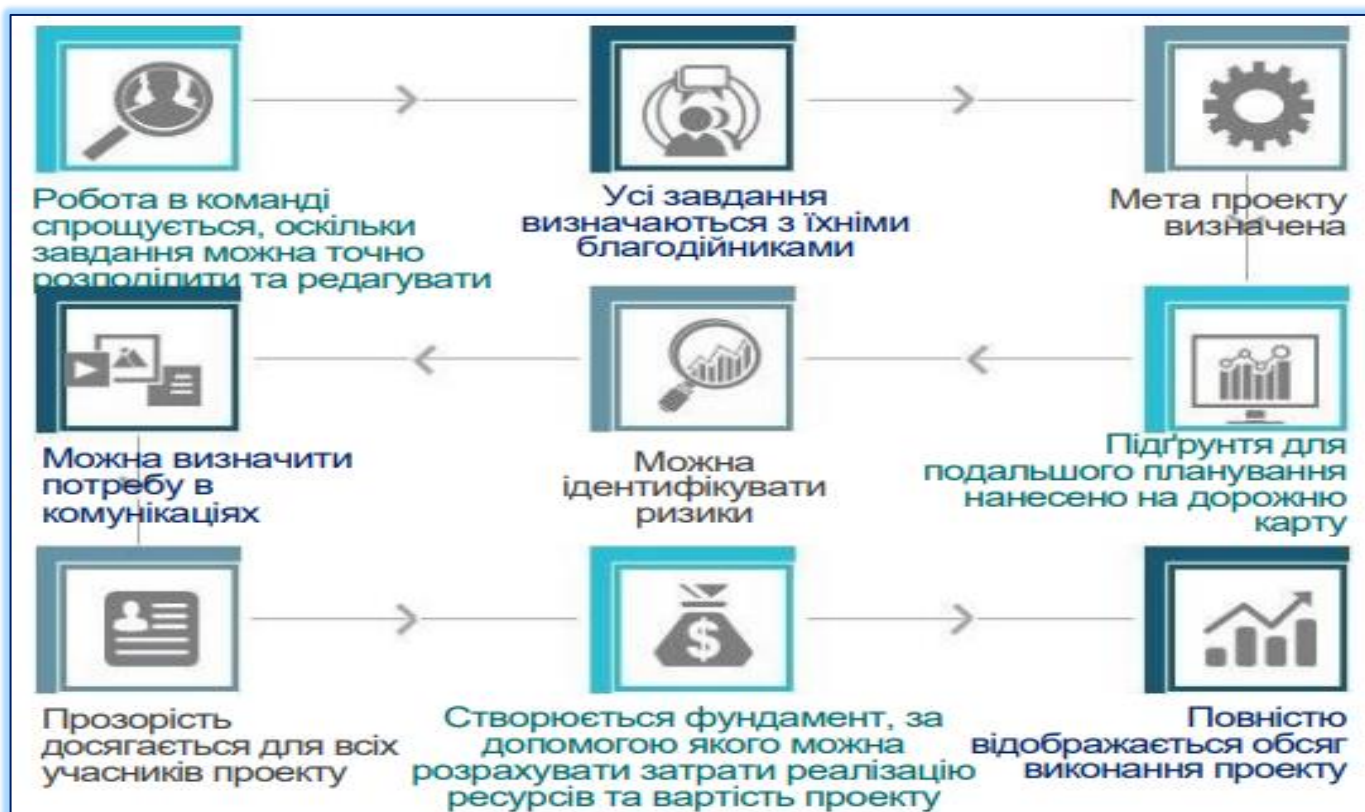 Робота в команді
спрощується, оскільки
завдання можна точно
розподілити та редагувати
Усі завдання
визначаються з їхніми
благодійниками
Мета проекту
визначена
Підґрунтя для
подальшого планування
нанесено на дорожню
карту
Можна
ідентифікувати
ризики
Можна визначити
потребу в
комунікаціях
Прозорість
досягається для всіх
учасників проекту
Створюється фундамент, за
допомогою якого можна
розрахувати затрати реалізацію
ресурсів та вартість проекту
Повністю
відображається обсяг
виконання проекту